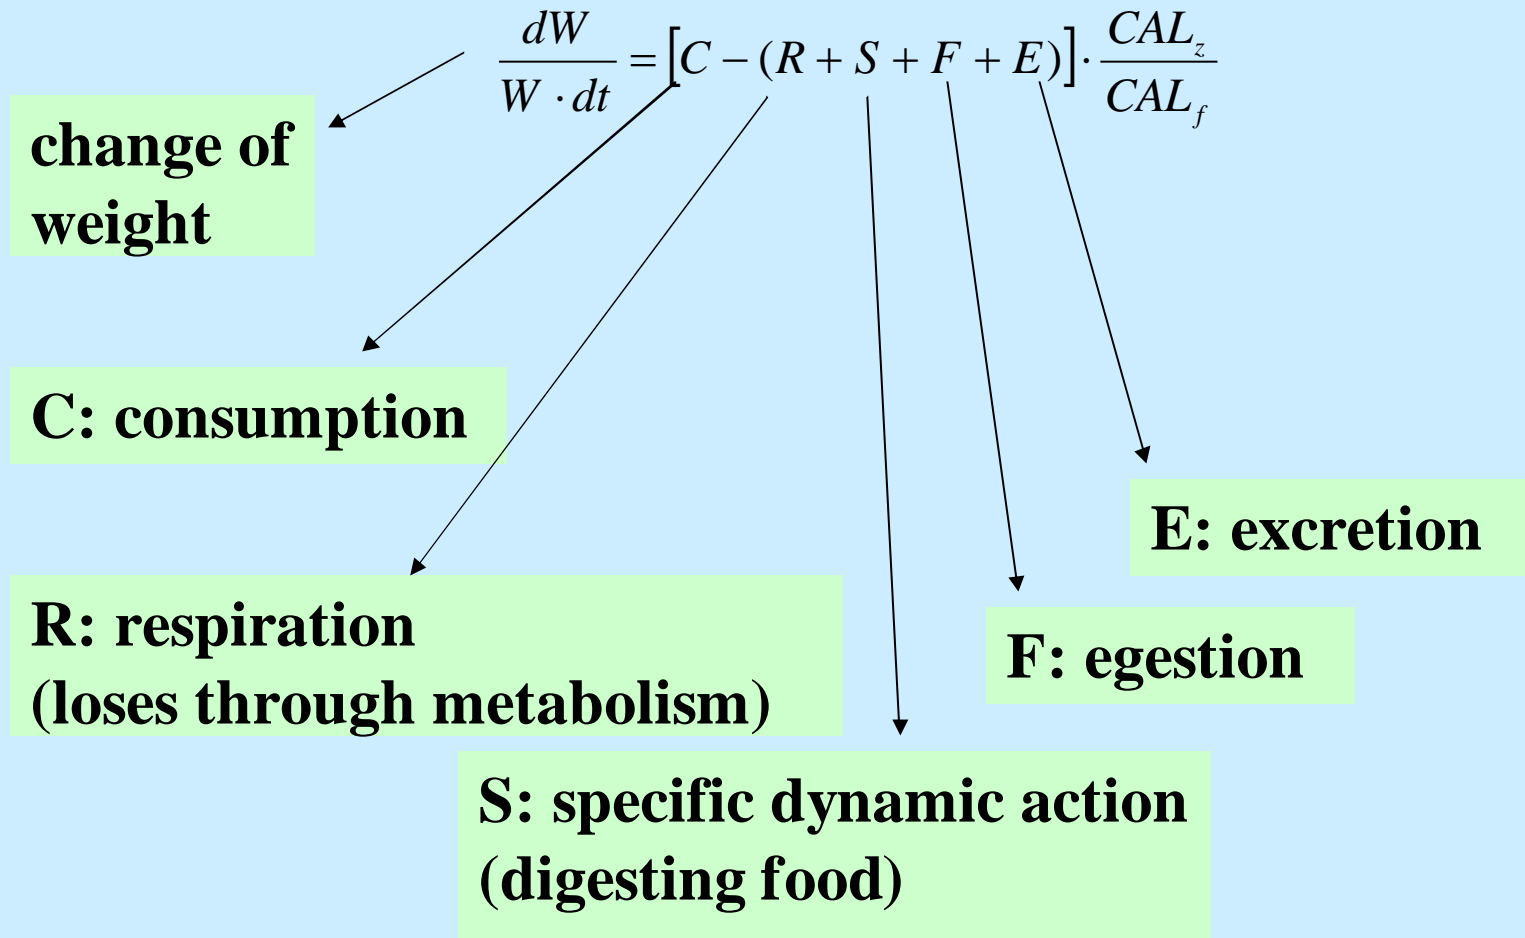 dW / (W · dt) = [C − (R + S + F + E)] · CAL_z / CAL_f
change of
weight
C: consumption
E: excretion
R: respiration
(loses through metabolism)
F: egestion
S: specific dynamic action
(digesting food)